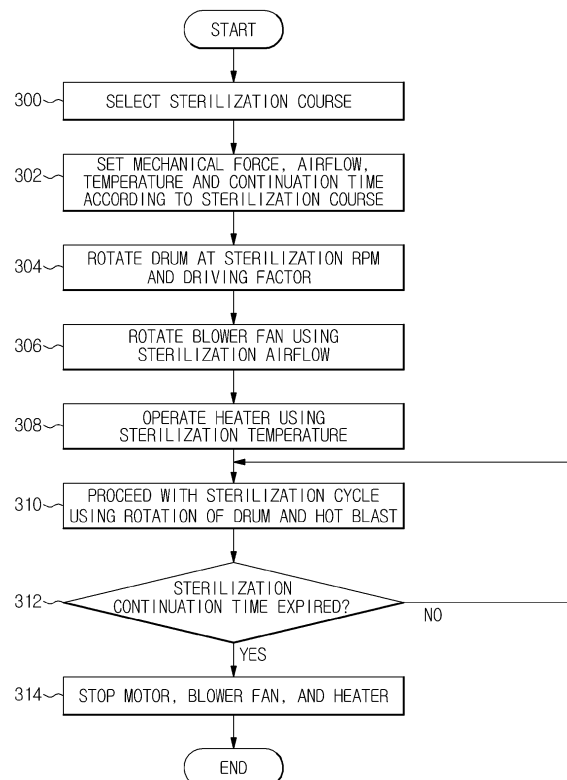 START
300
SELECT STERILIZATION COURSE
302
SET MECHANICAL FORCE, AIRFLOW,
TEMPERATURE AND CONTINUATION TIME
ACCORDING TO STERILIZATION COURSE
304
ROTATE DRUM AT STERILIZATION RPM
AND DRIVING FACTOR
306
ROTATE BLOWER FAN USING
STERILIZATION AIRFLOW
308
OPERATE HEATER USING
STERILIZATION TEMPERATURE
310
PROCEED WITH STERILIZATION CYCLE
USING ROTATION OF DRUM AND HOT BLAST
312
STERILIZATION
CONTINUATION TIME EXPIRED?
NO
YES
314
STOP MOTOR, BLOWER FAN, AND HEATER
END